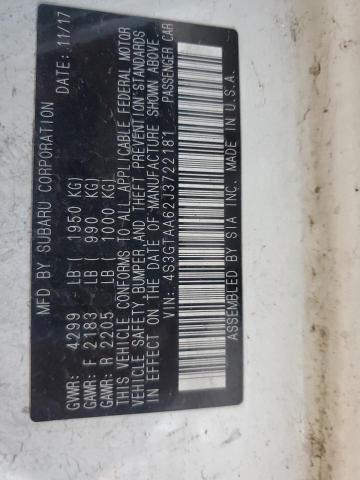 MFD BY SUBARU CORPORATION DATE: 11/17
GVWR: 4299 LB (1950 KG)
GAWR: F 2183 LB ( 990 KG)
GAWR: R 2205 LB ( 1000 KG)
THIS VEHICLE CONFORMS TO ALL APPLICABLE FEDERAL MOTOR
VEHICLE SAFETY, BUMPER, AND THEFT PREVENTION STANDARDS
IN EFFECT ON THE DATE OF MANUFACTURE SHOWN ABOVE.
VIN: 4S3GTAA62J3722181 PASSENGER CAR
ASSEMBLED BY SIA INC. MADE IN U.S.A.